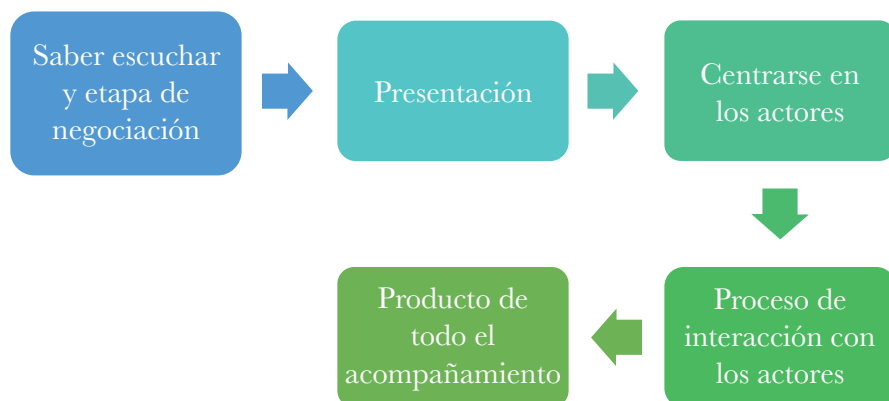 Saber escuchar
y etapa de
negociación
Presentación
Centrarse en
los actores
Proceso de
interacción con
los actores
Producto de
todo el
acompañamiento